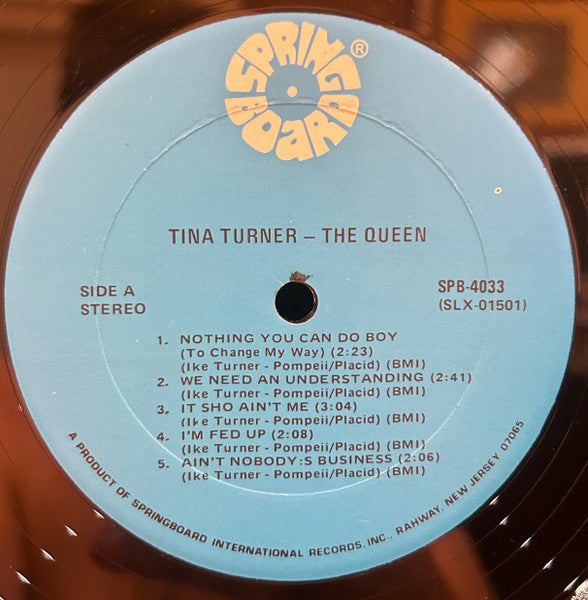 SPRING
BOARD ®
TINA TURNER – THE QUEEN
SIDE A
STEREO
SPB-4033
(SLX-01501)
1. NOTHING YOU CAN DO BOY
(To Change My Way) (2:23)
(Ike Turner - Pompeii/Placid) (BMI)
2. WE NEED AN UNDERSTANDING (2:41)
(Ike Turner - Pompeii/Placid) (BMI)
3. IT SHO AIN'T ME (3:04)
(Ike Turner - Pompeii/Placid) (BMI)
4. I'M FED UP (2:08)
(Ike Turner - Pompeii/Placid) (BMI)
5. AIN'T NOBODY:S BUSINESS (2:06)
(Ike Turner - Pompeii/Placid) (BMI)
A PRODUCT OF SPRINGBOARD INTERNATIONAL RECORDS, INC., RAHWAY, NEW JERSEY 07065